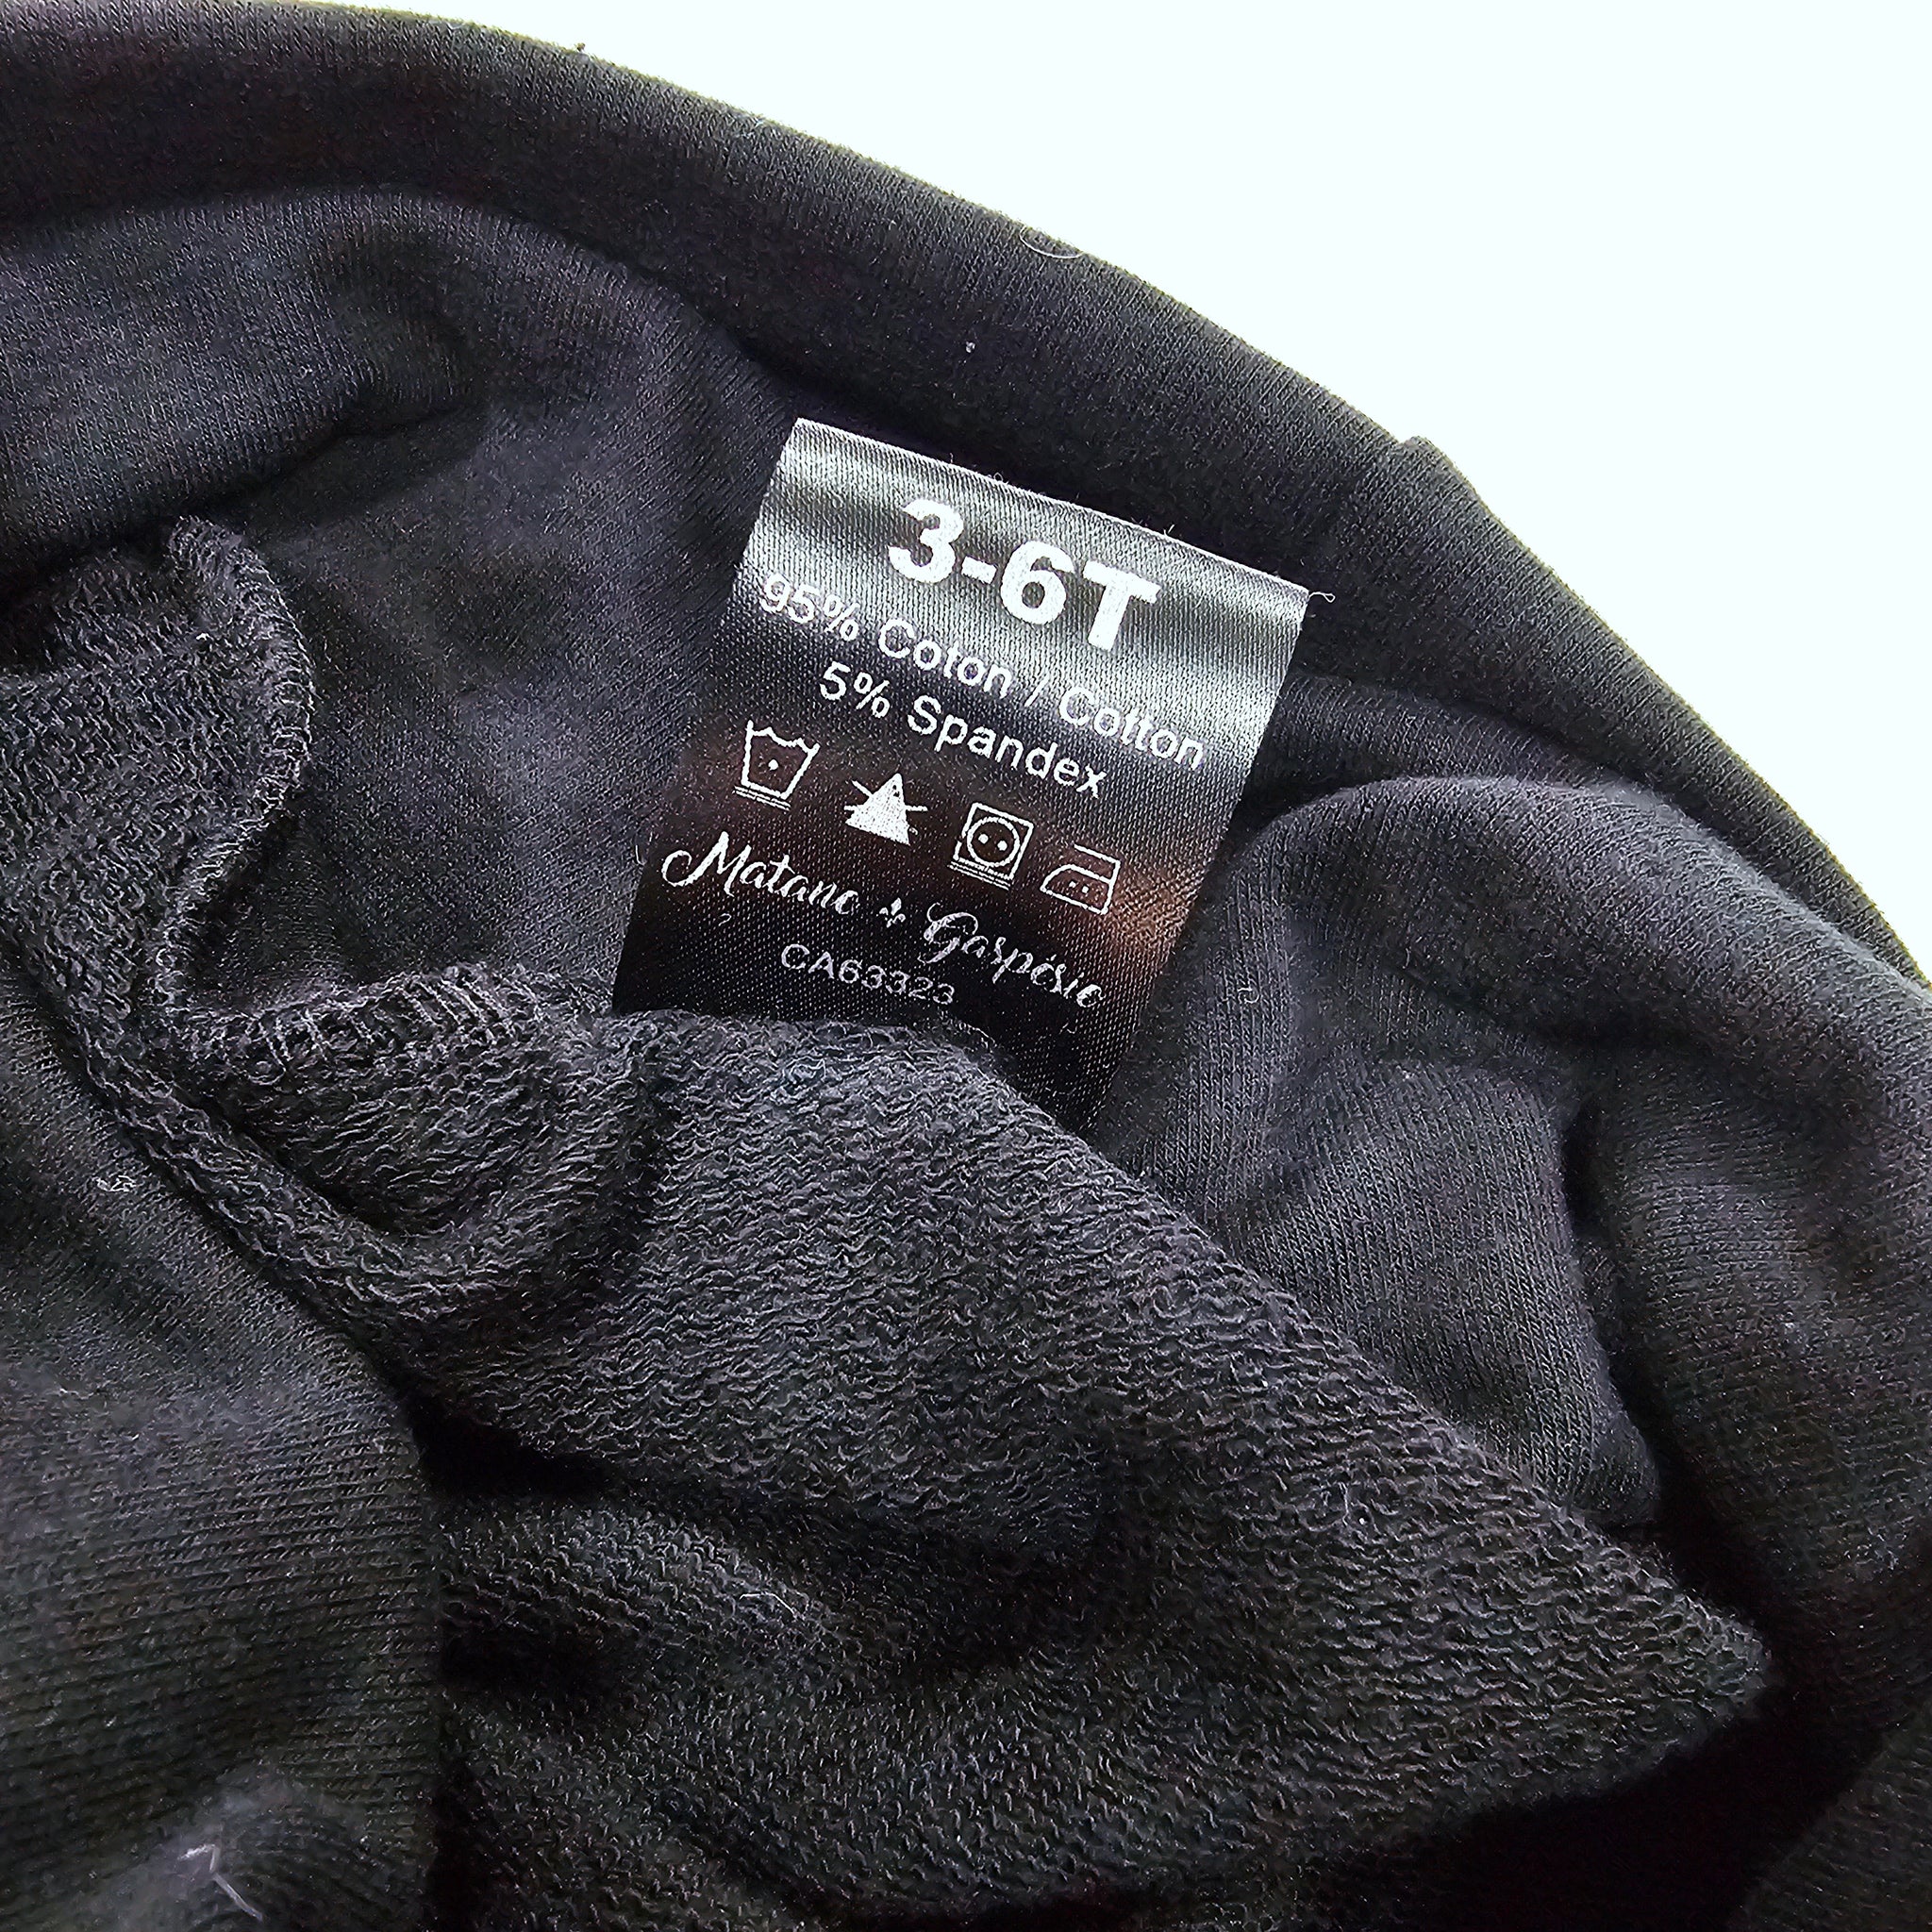 3-6T
95% Coton / Cotton
5% Spandex
Matane ⚜ Gaspésie
CA63323